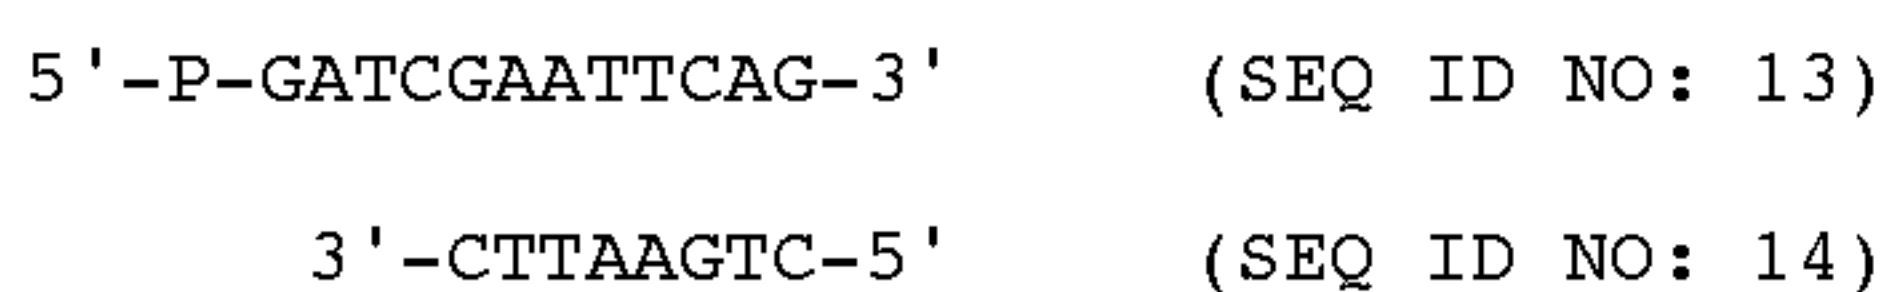 5'-P-GATCGAATTCAG-3' (SEQ ID NO: 13)
3'-CTTAAGTC-5' (SEQ ID NO: 14)